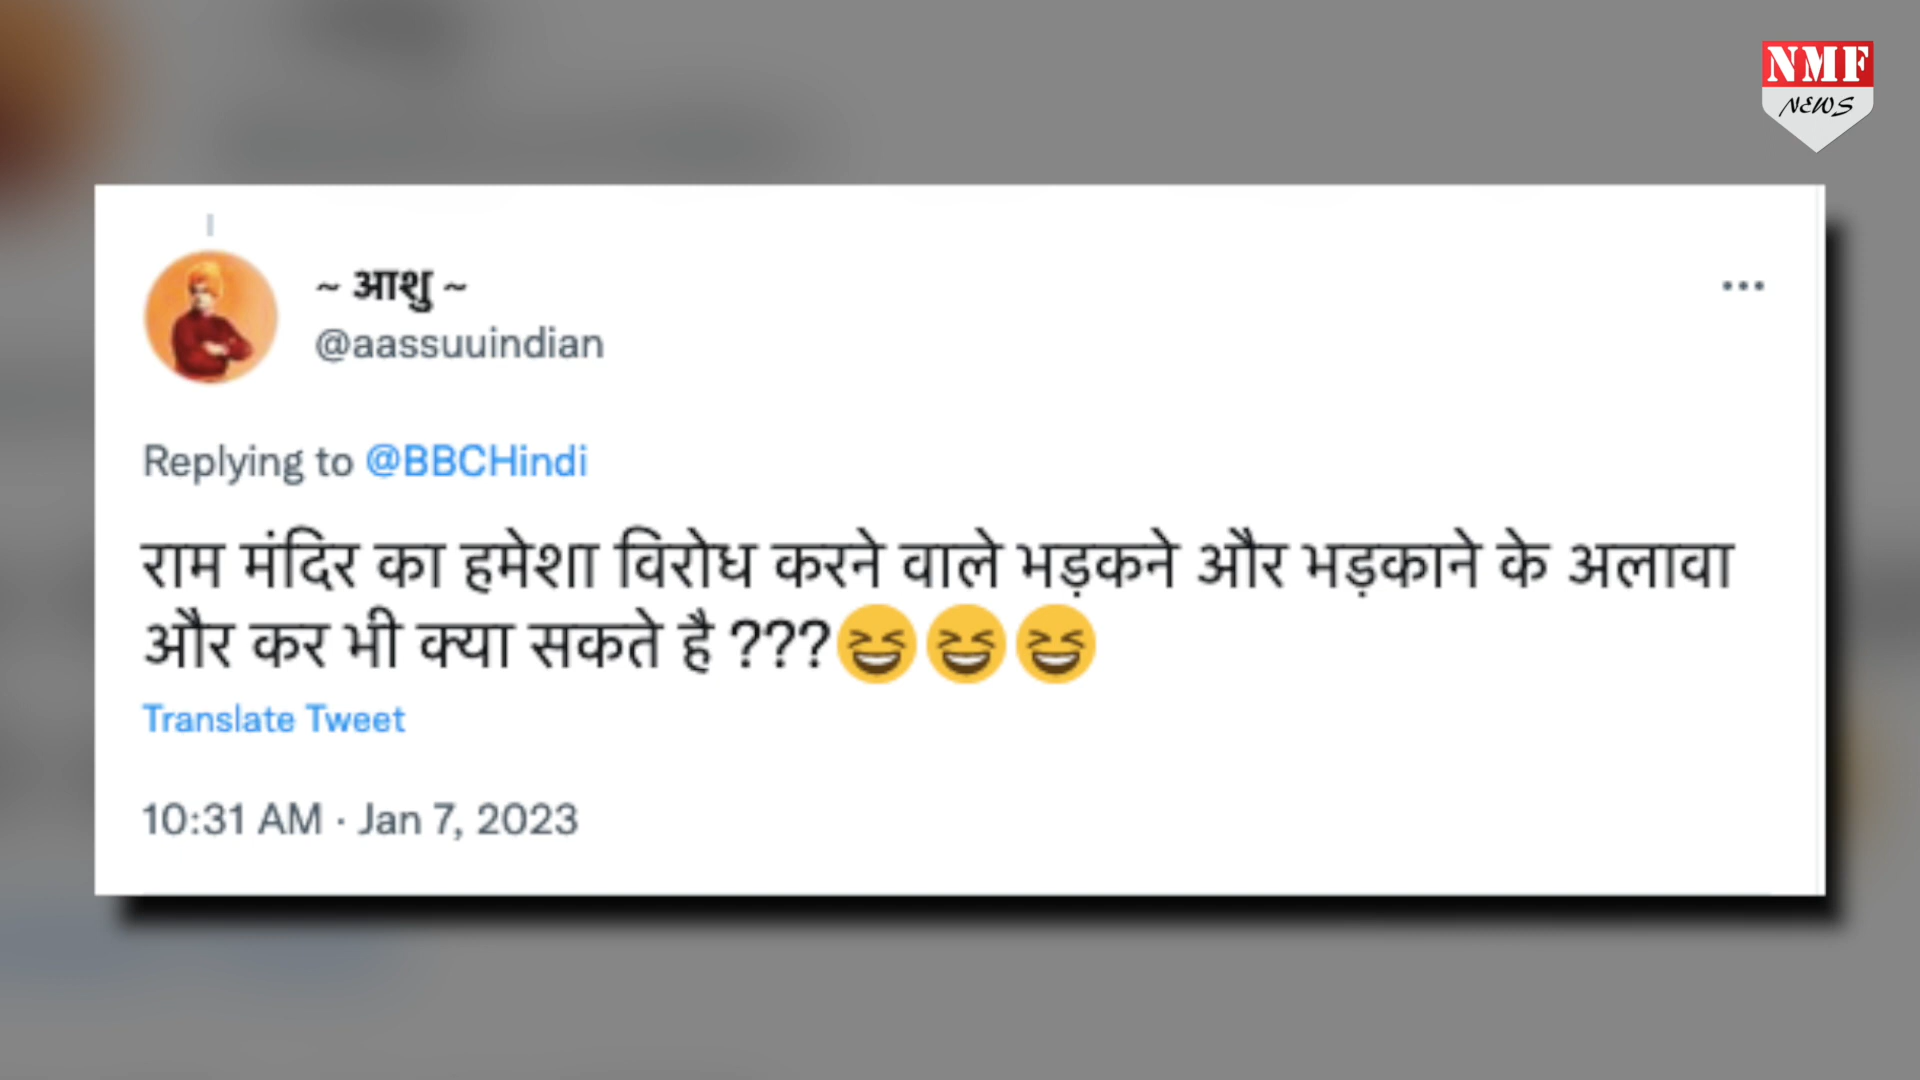 NMF
NEWS
~ आशु ~
@aassuuindian
Replying to @BBCHindi
राम मंदिर का हमेशा विरोध करने वाले भड़कने और भड़काने के अलावा
और कर भी क्या सकते है ???😆😆😆
Translate Tweet
10:31 AM · Jan 7, 2023